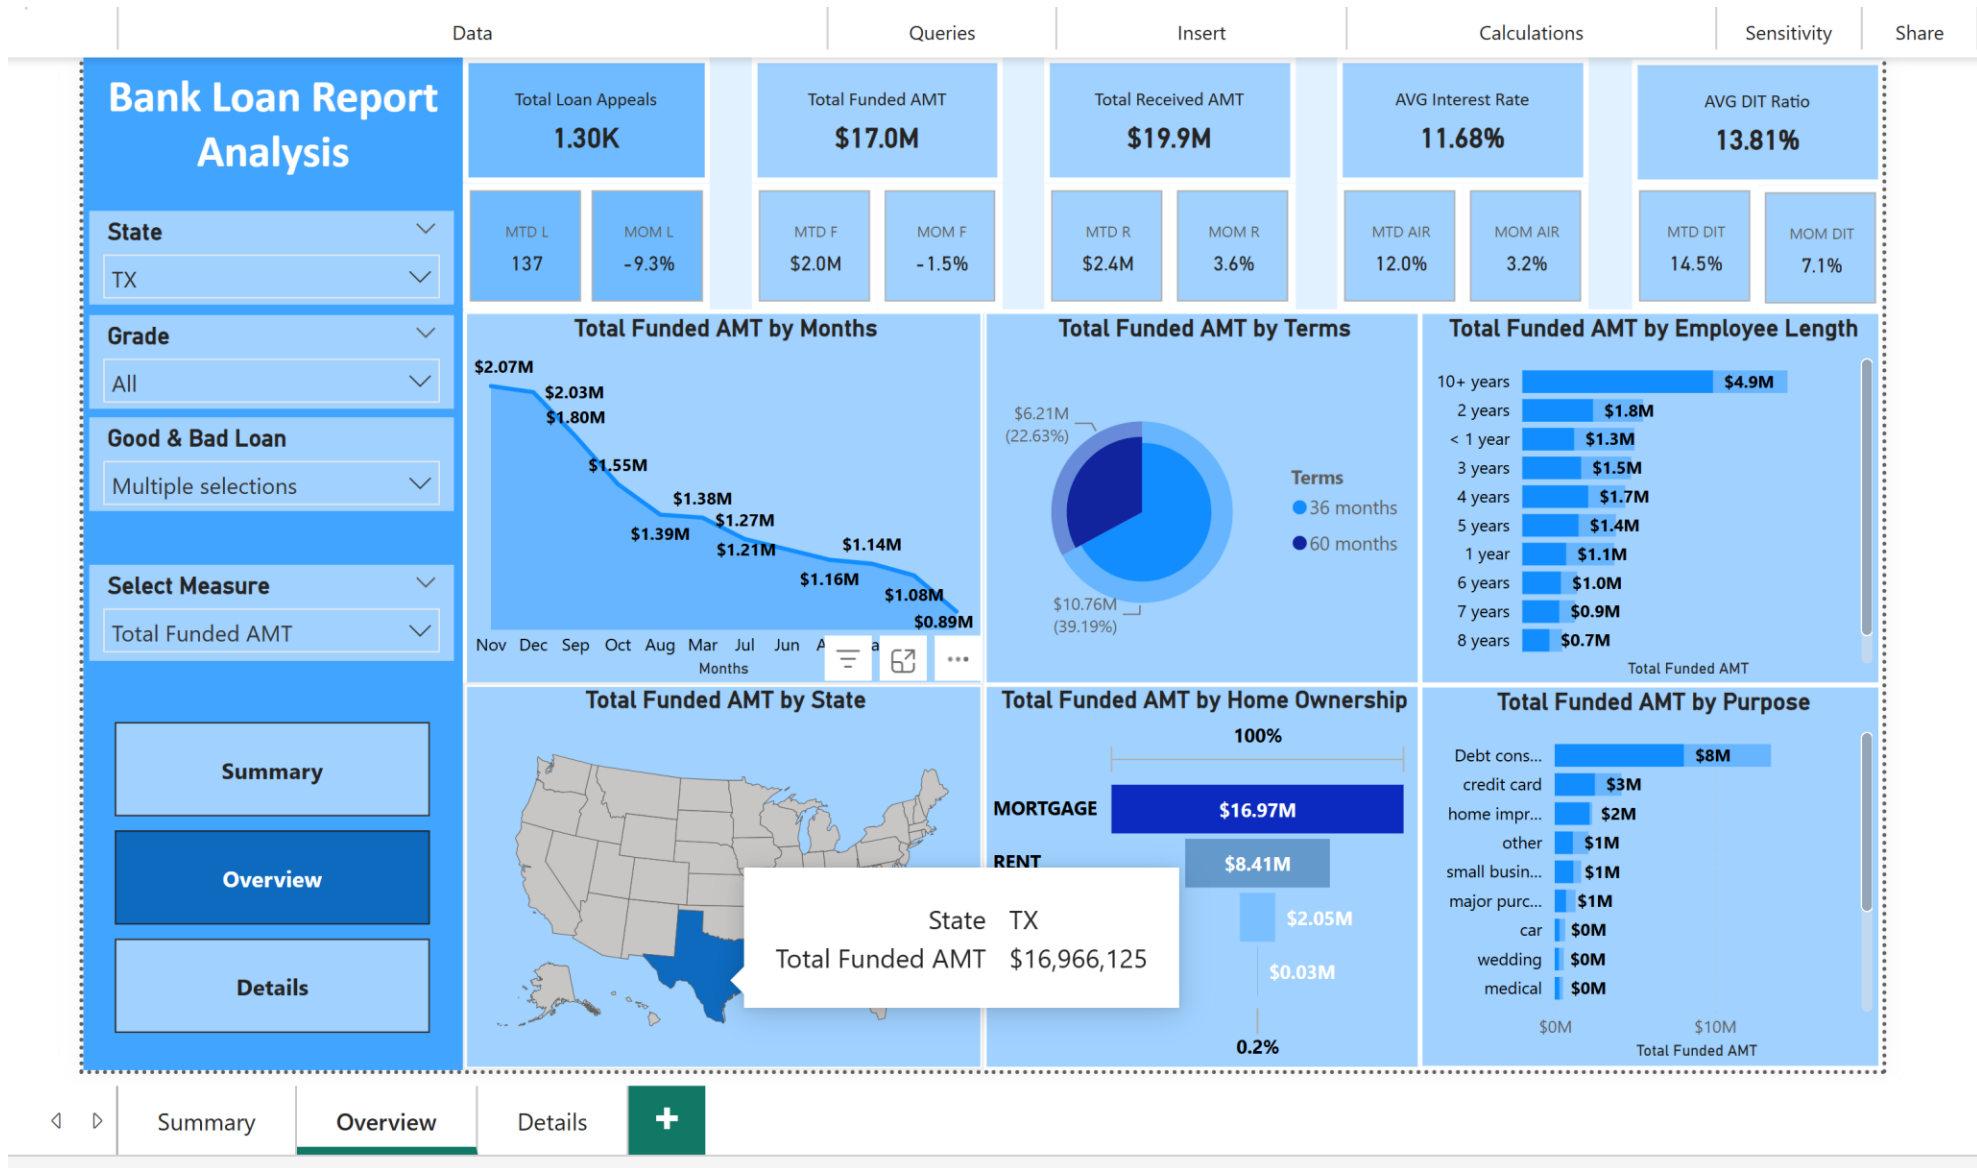 Data
Queries
Insert
Calculations
Sensitivity
Share
Bank Loan Report
Analysis
State
TX
Grade
All
Good & Bad Loan
Multiple selections
Select Measure
Total Funded AMT
Summary
Overview
Details
Total Loan Appeals
1.30K
Total Funded AMT
$17.0M
Total Received AMT
$19.9M
AVG Interest Rate
11.68%
AVG DIT Ratio
13.81%
MTD L
137
MOM L
-9.3%
MTD F
$2.0M
MOM F
-1.5%
MTD R
$2.4M
MOM R
3.6%
MTD AIR
12.0%
MOM AIR
3.2%
MTD DIT
14.5%
MOM DIT
7.1%
Total Funded AMT by Months
$2.07M
$2.03M
$1.80M
$1.55M
$1.39M
$1.38M
$1.27M
$1.21M
$1.16M
$1.14M
$1.08M
$0.89M
Nov Dec Sep Oct Aug Mar Jul Jun
Months
Total Funded AMT by Terms
$6.21M
(22.63%)
$10.76M
(39.19%)
Terms
36 months
60 months
Total Funded AMT by Employee Length
10+ years $4.9M
2 years $1.8M
< 1 year $1.3M
3 years $1.5M
4 years $1.7M
5 years $1.4M
1 year $1.1M
6 years $1.0M
7 years $0.9M
8 years $0.7M
Total Funded AMT
Total Funded AMT by State
State TX
Total Funded AMT $16,966,125
Total Funded AMT by Home Ownership
100%
MORTGAGE $16.97M
RENT $8.41M
$2.05M
$0.03M
0.2%
Total Funded AMT by Purpose
Debt cons... $8M
credit card $3M
home impr... $2M
other $1M
small busin... $1M
major purc... $1M
car $0M
wedding $0M
medical $0M
$0M $10M
Total Funded AMT
Summary
Overview
Details